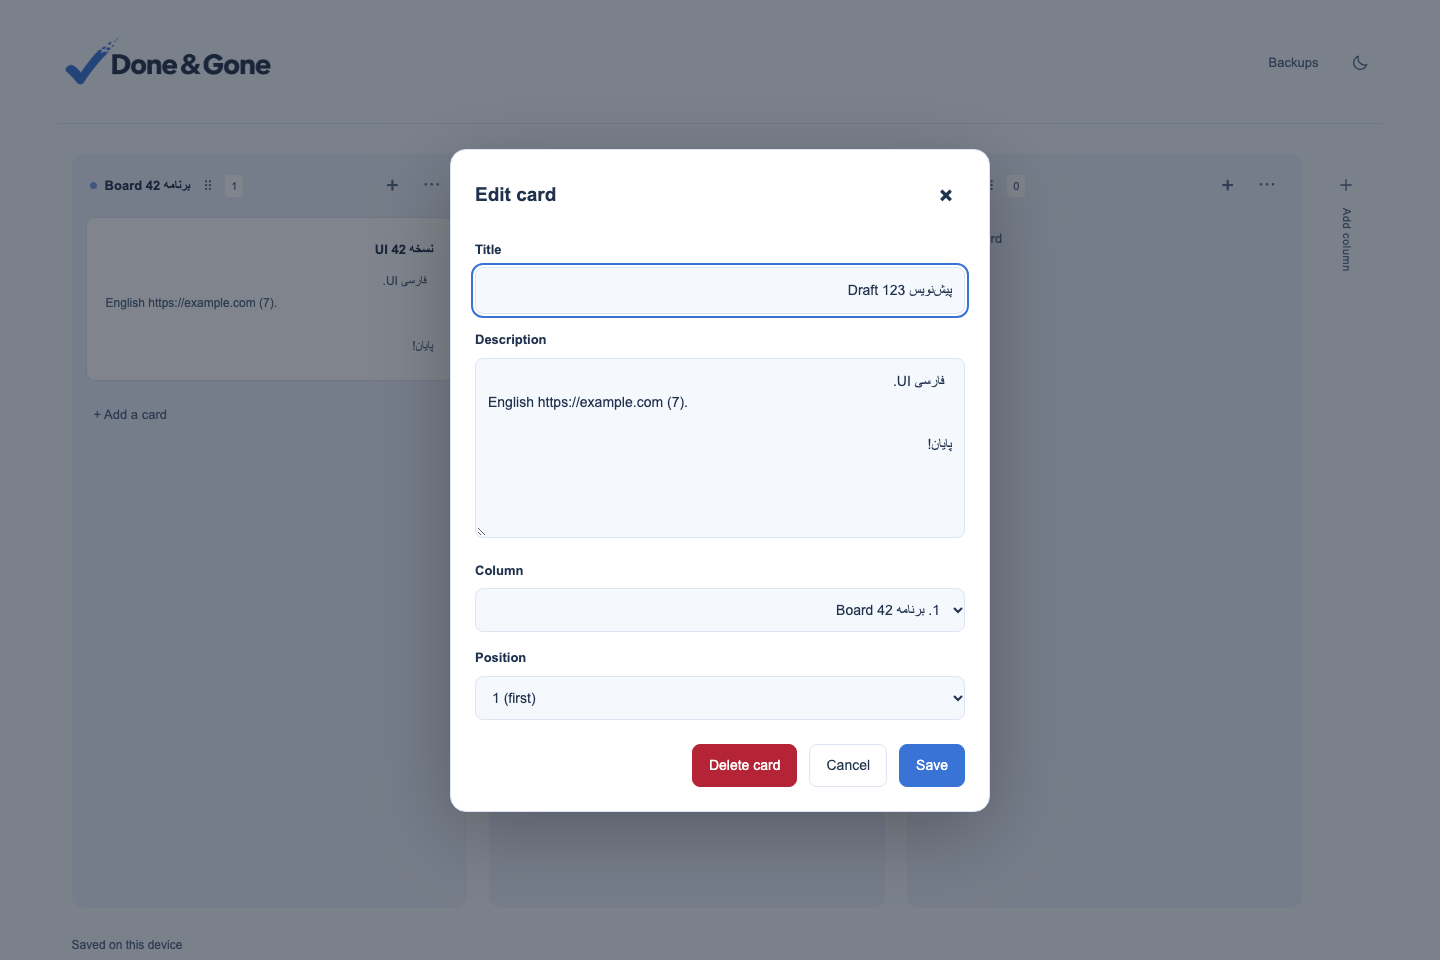 Done & Gone
Backups
برنامه Board 42
1
نسخه UI 42
فارسی UI.
English https://example.com (7).
پایان!
+ Add a card
0
rd
Add column
Edit card
Title
پیش‌نویس Draft 123
Description
فارسی UI.
English https://example.com (7).
پایان!
Column
1. برنامه Board 42
Position
1 (first)
Delete card
Cancel
Save
Saved on this device